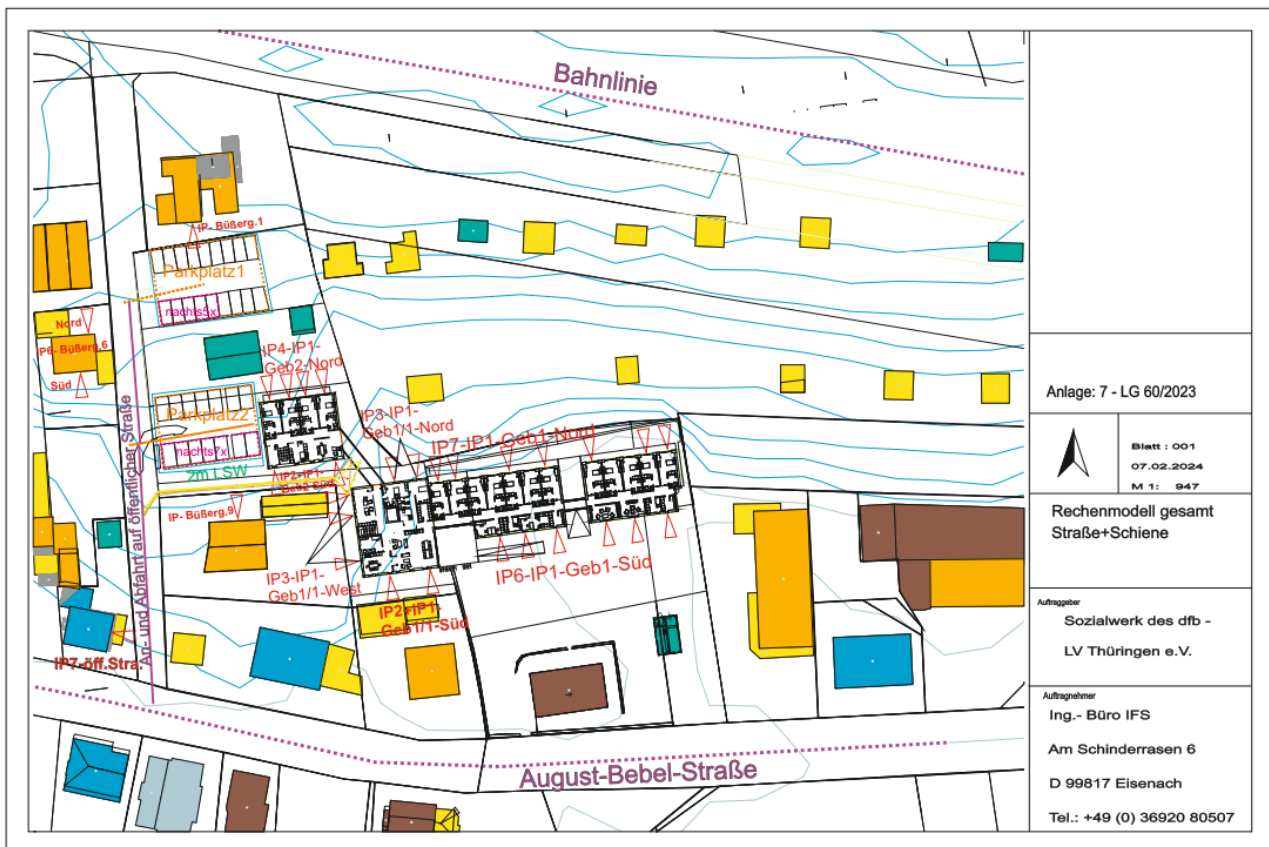 Bahnlinie
IP- Büßerg.1
Parkplatz1
nachts5x
Nord
IP6- Büßerg.6
Süd
IP4-IP1-
Geb2-Nord
Parkplatz2
nachts7x
2m LSW
IP3-IP1-
Geb1/1-Nord
IP7-IP1-Geb1-Nord
IP2-IP1-
Geb2-Süd
IP- Büßerg.9
An- und Abfahrt auf öffentlicher Straße
IP3-IP1-
Geb1/1-West
IP6-IP1-Geb1-Süd
IP2-IP1-
Geb1/1-Süd
IP7-öff.Stra.
August-Bebel-Straße
Anlage: 7 - LG 60/2023
Blatt : 001
07.02.2024
M 1: 947
Rechenmodell gesamt
Straße+Schiene
Auftraggeber
Sozialwerk des dfb -
LV Thüringen e.V.
Auftragnehmer
Ing.- Büro IFS
Am Schinderrasen 6
D 99817 Eisenach
Tel.: +49 (0) 36920 80507